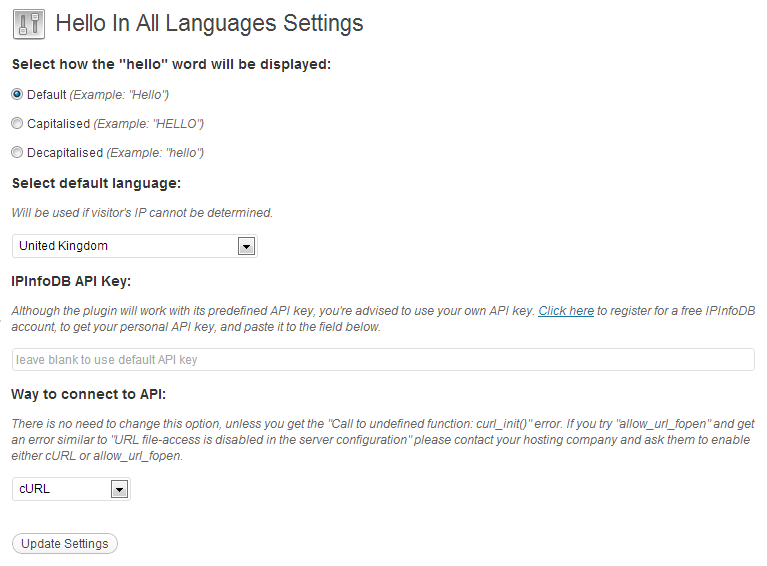 Hello In All Languages Settings
Select how the "hello" word will be displayed:
Default (Example: "Hello")
Capitalised (Example: "HELLO")
Decapitalised (Example: "hello")
Select default language:
Will be used if visitor's IP cannot be determined.
United Kingdom
IPInfoDB API Key:
Although the plugin will work with its predefined API key, you're advised to use your own API key. Click here to register for a free IPInfoDB
account, to get your personal API key, and paste it to the field below.
leave blank to use default API key
Way to connect to API:
There is no need to change this option, unless you get the "Call to undefined function: curl_init()" error. If you try "allow_url_fopen" and get
an error similar to "URL file-access is disabled in the server configuration" please contact your hosting company and ask them to enable
either cURL or allow_url_fopen.
cURL
Update Settings